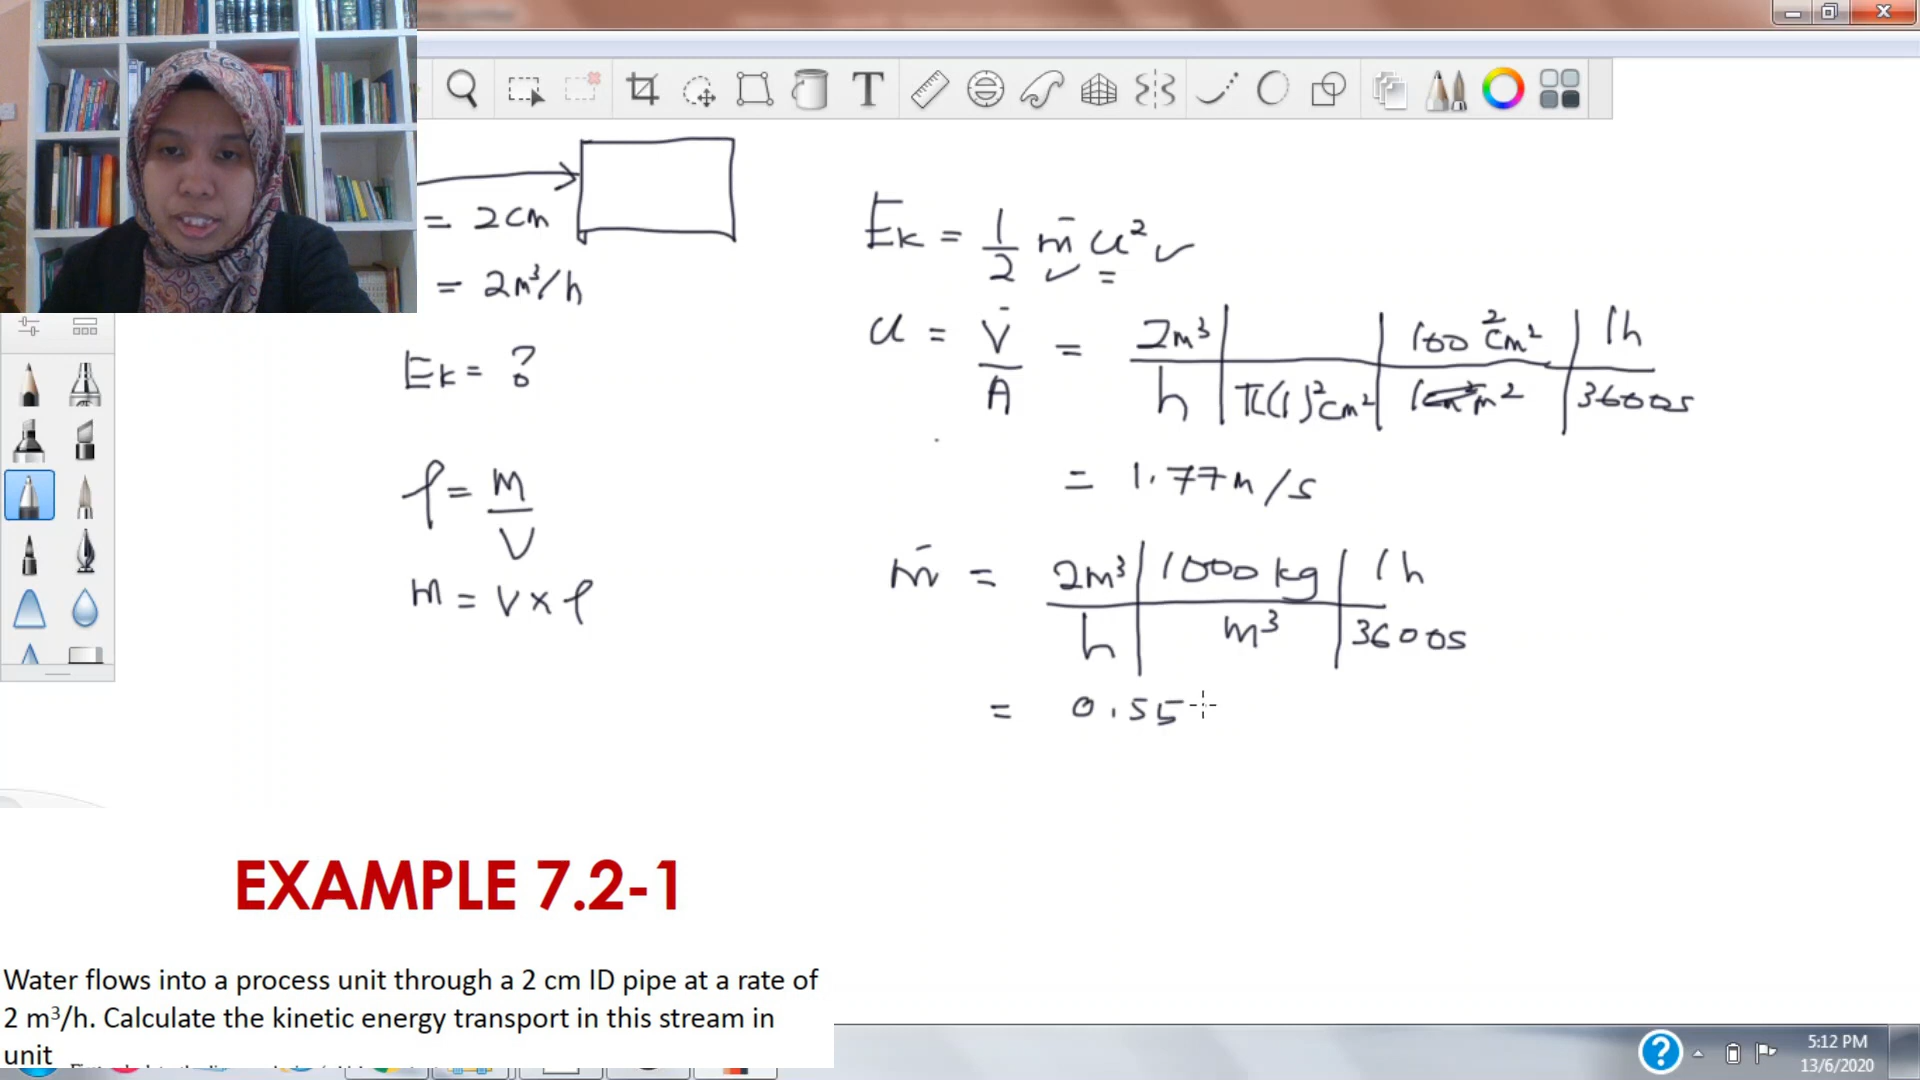 = 2cm
= 2m³/h
Ek = ?
ρ = m
V
m = V × ρ
Ek = 1/2 ṁ u²
u = V̇/A = 2m³ | | 100² cm² | 1h
h | π(1)²cm² | 1 m² | 3600s
= 1.77m/s
ṁ = 2m³ | 1000 kg | 1h
h | m³ | 3600s
= 0.55
EXAMPLE 7.2-1
Water flows into a process unit through a 2 cm ID pipe at a rate of
2 m³/h. Calculate the kinetic energy transport in this stream in
unit
5:12 PM
13/6/2020